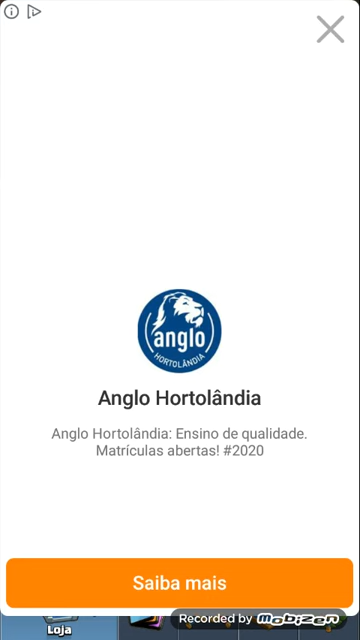 anglo
HORTOLÂNDIA
Anglo Hortolândia
Anglo Hortolândia: Ensino de qualidade.
Matrículas abertas! #2020
Saiba mais
Recorded by MOBIZEN
Loja